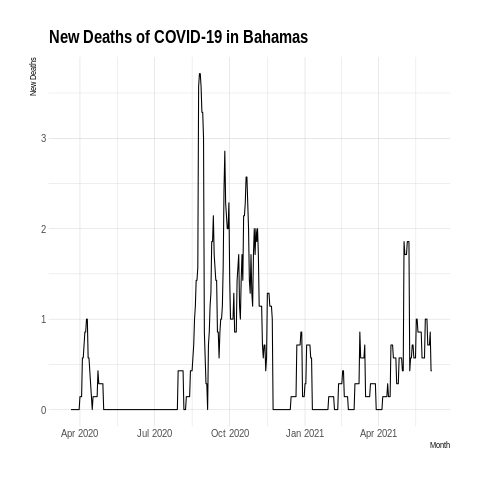 New Deaths of COVID-19 in Bahamas
New Deaths
3
2
1
0
Apr 2020 Jul 2020 Oct 2020 Jan 2021 Apr 2021
Month